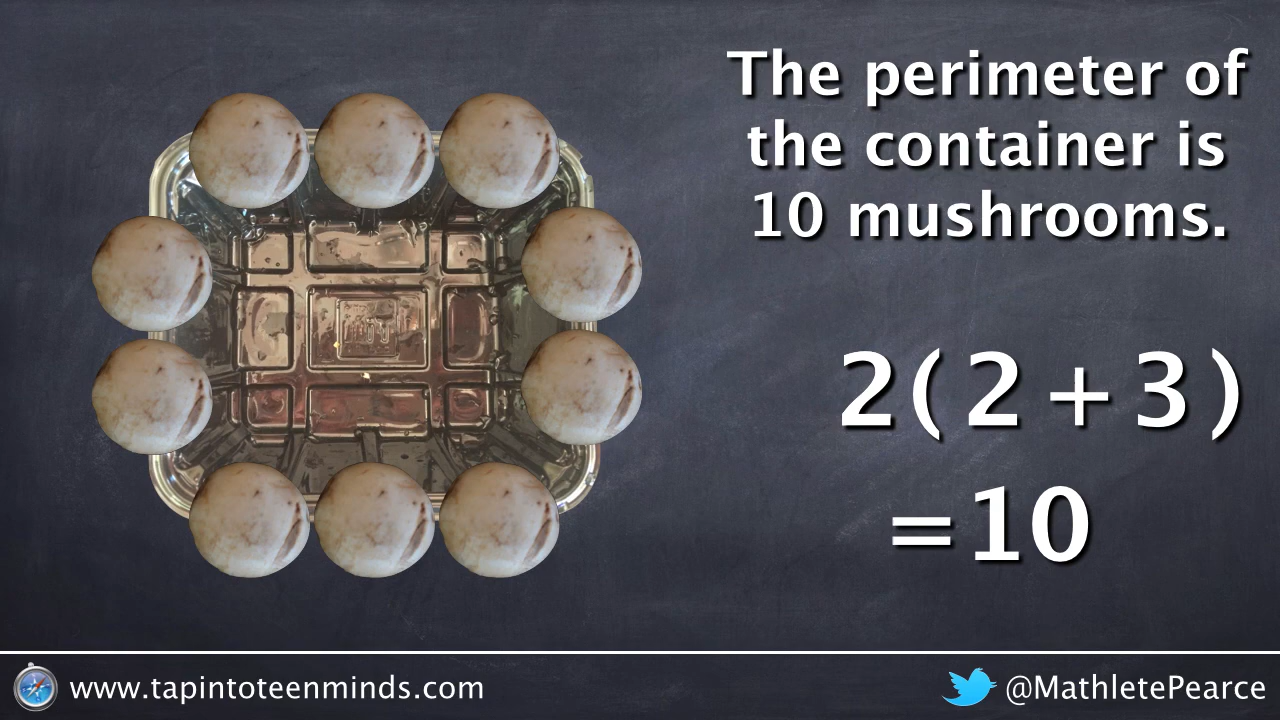 The perimeter of
the container is
10 mushrooms.
2(2+3)
=10
www.tapintoteenminds.com
@MathletePearce